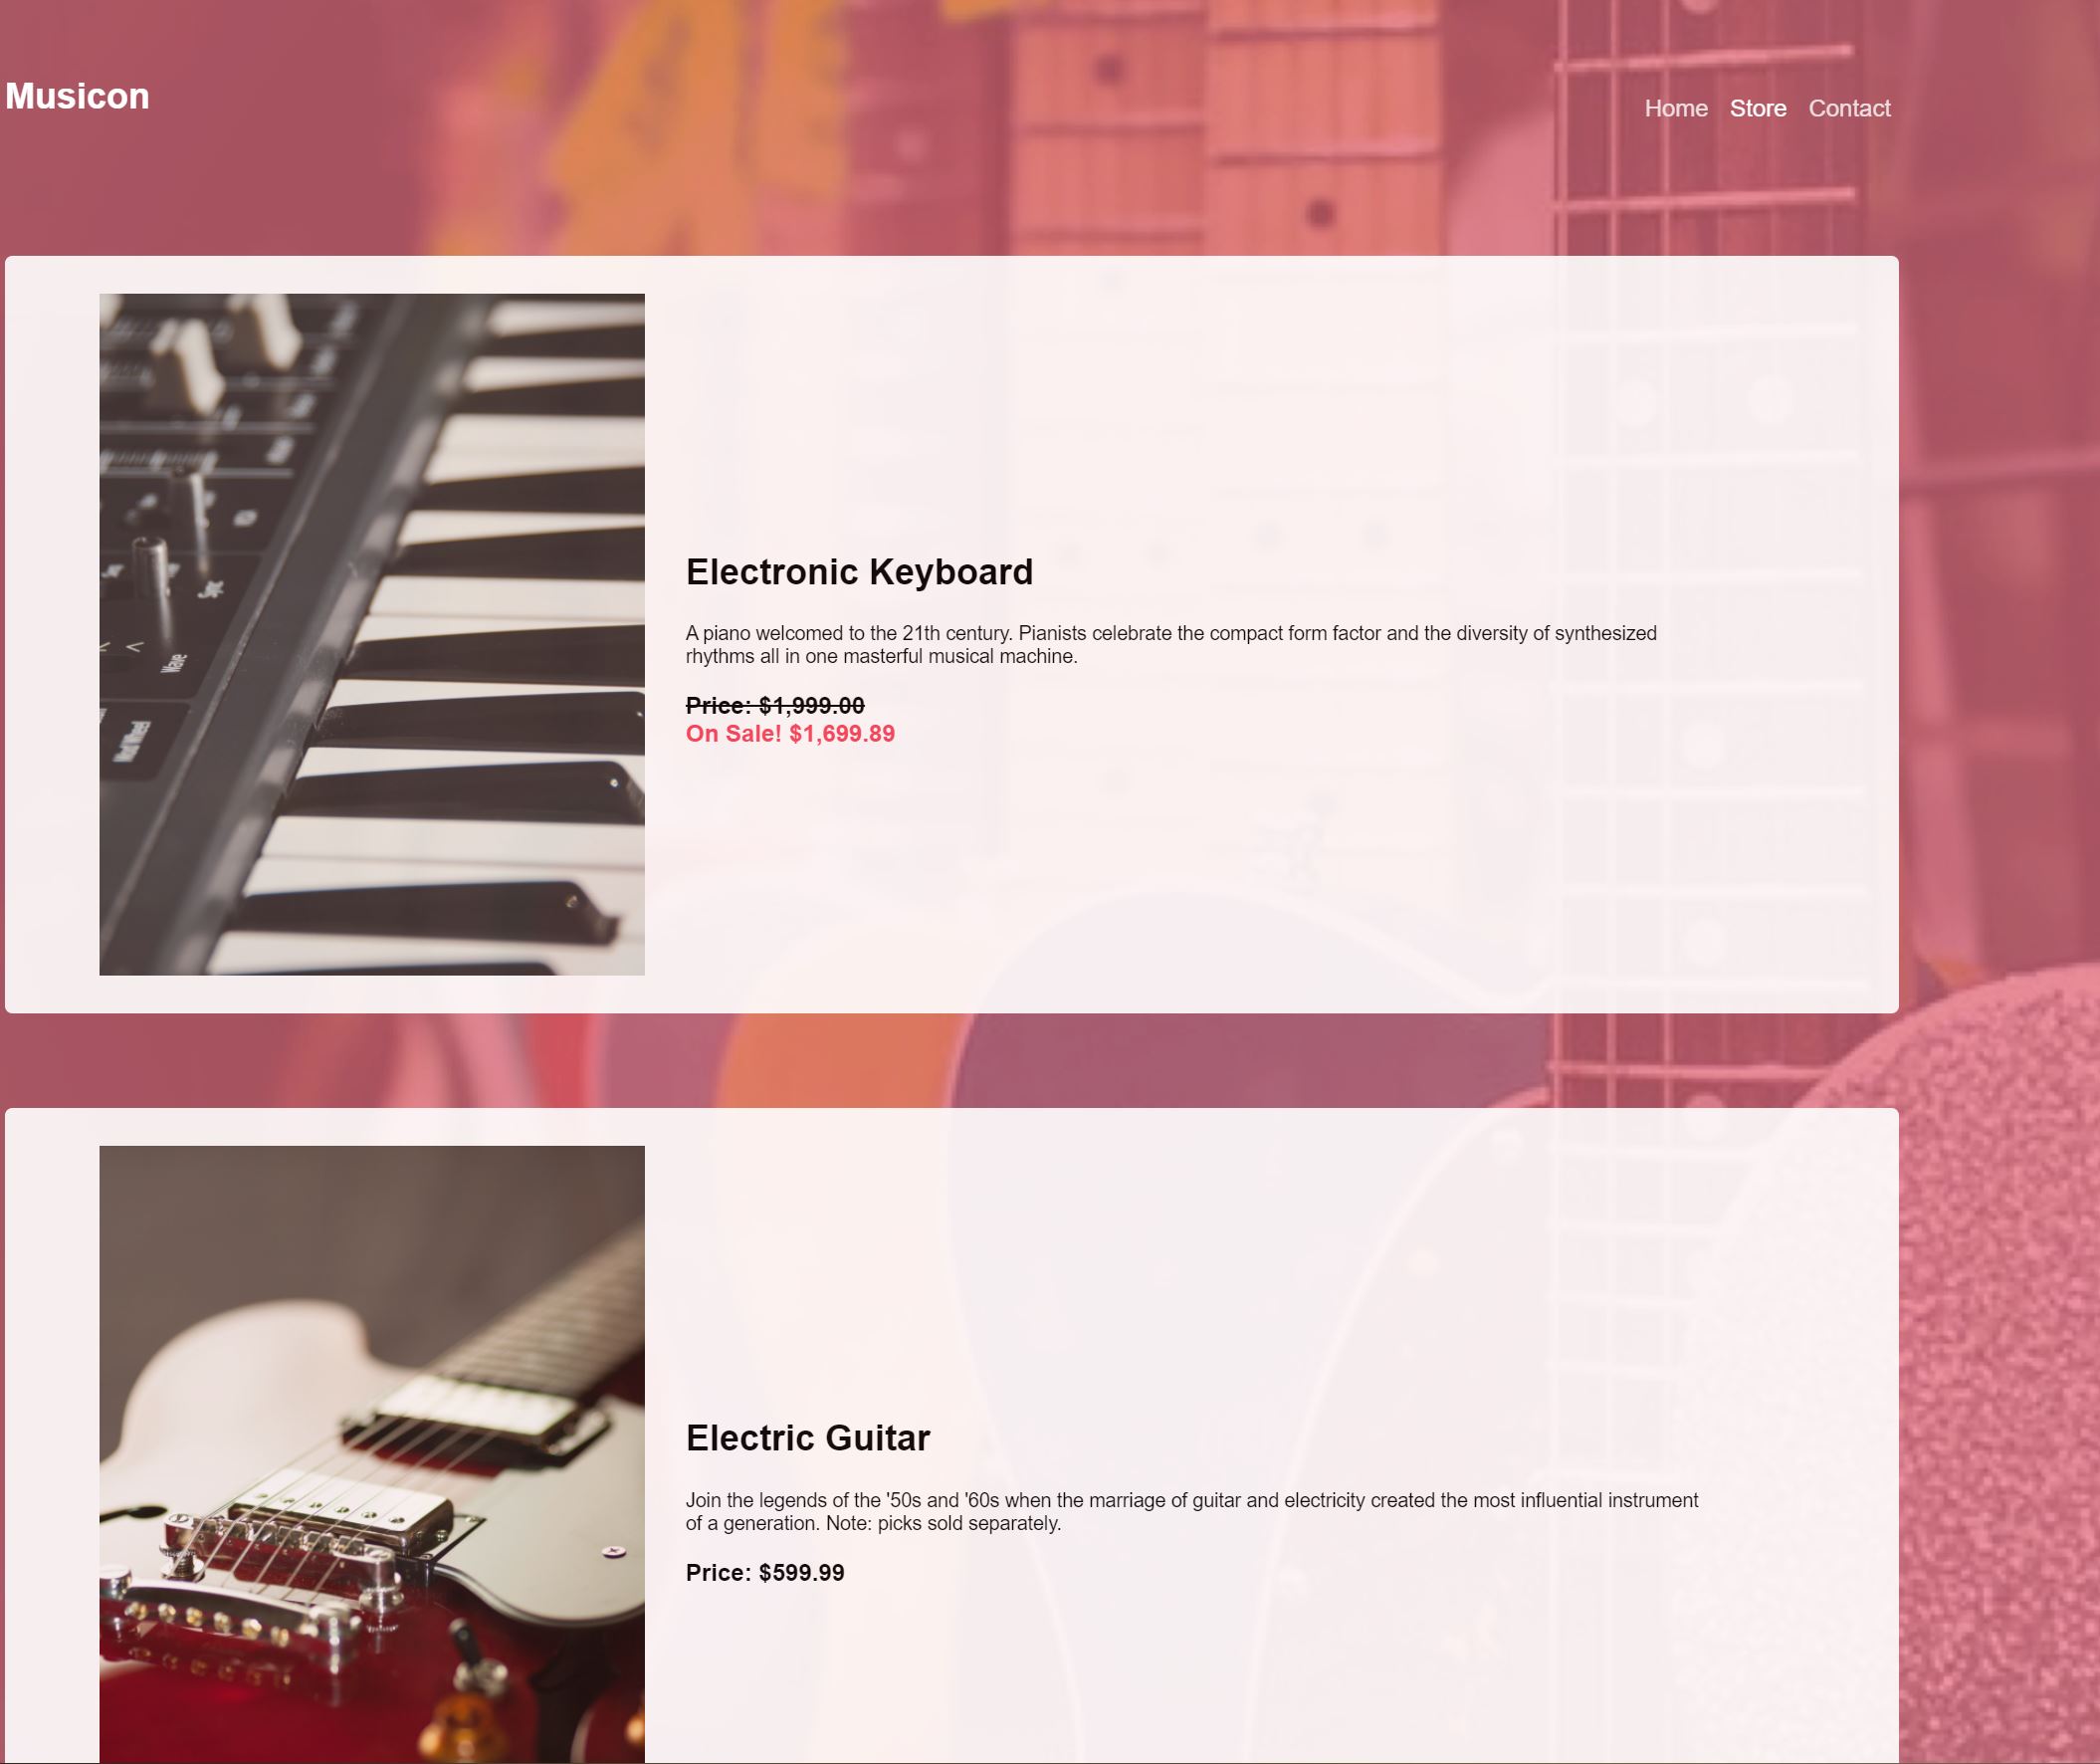 Musicon
Home Store Contact
Wave
Mod Wheel
Electronic Keyboard
A piano welcomed to the 21th century. Pianists celebrate the compact form factor and the diversity of synthesized
rhythms all in one masterful musical machine.
Price: $1,999.00
On Sale! $1,699.89
Electric Guitar
Join the legends of the '50s and '60s when the marriage of guitar and electricity created the most influential instrument
of a generation. Note: picks sold separately.
Price: $599.99